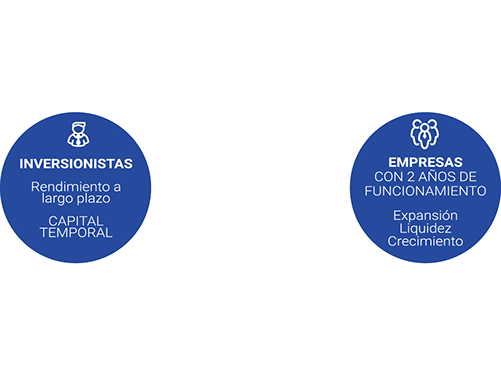 INVERSIONISTAS
Rendimiento a
largo plazo
CAPITAL
TEMPORAL
EMPRESAS
CON 2 AÑOS DE
FUNCIONAMIENTO
Expansión
Liquidez
Crecimiento